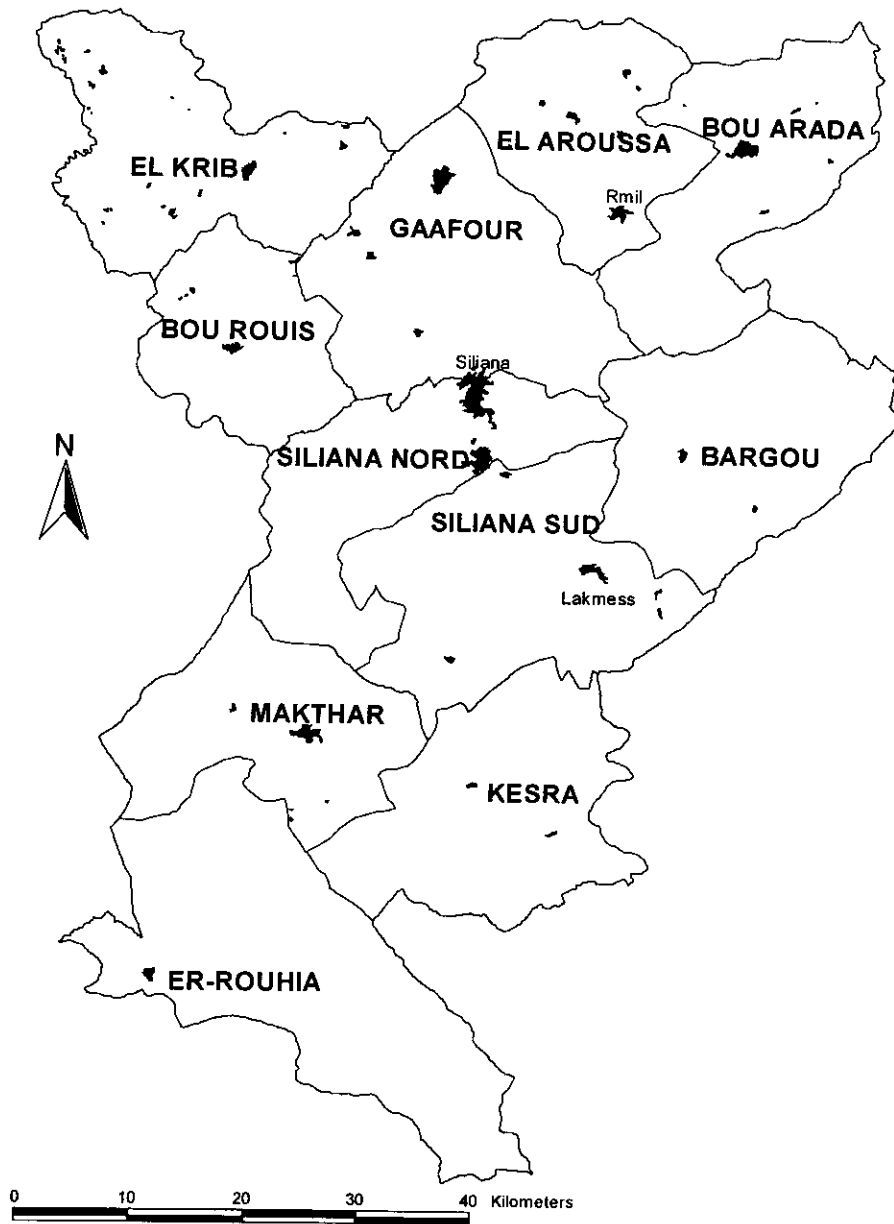 EL AROUSSA
BOU ARADA
EL KRIB
Rmil
GAAFOUR
BOU ROUIS
Siliana
N
SILIANA NORD
BARGOU
SILIANA SUD
Lakmess
MAKTHAR
KESRA
ER-ROUHIA
0 10 20 30 40 Kilometers